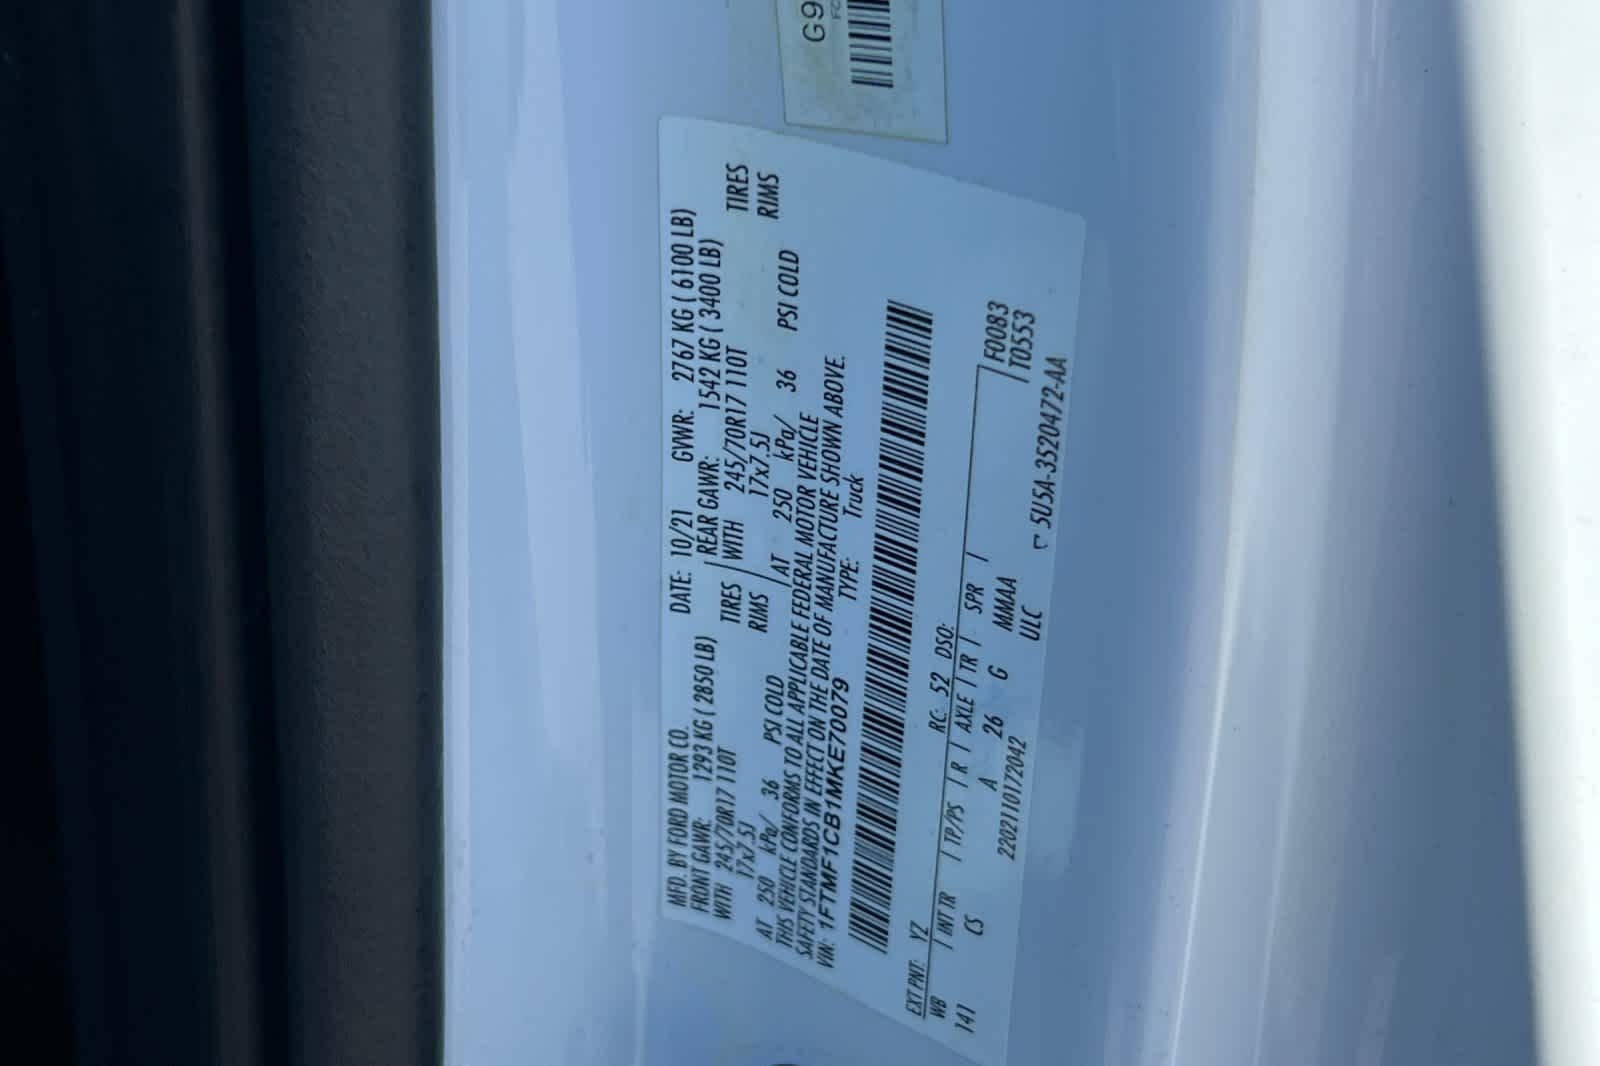 G9
FC
MFD. BY FORD MOTOR CO. DATE: 10/21 GVWR: 2767 KG ( 6100 LB)
FRONT GAWR: 1293 KG ( 2850 LB) REAR GAWR: 1542 KG ( 3400 LB)
WITH 245/70R17 110T TIRES WITH 245/70R17 110T TIRES
17x7.5J RIMS 17x7.5J RIMS
AT 250 kPa/ 36 PSI COLD AT 250 kPa/ 36 PSI COLD
THIS VEHICLE CONFORMS TO ALL APPLICABLE FEDERAL MOTOR VEHICLE
SAFETY STANDARDS IN EFFECT ON THE DATE OF MANUFACTURE SHOWN ABOVE.
VIN: 1FTMF1CB1MKE70079 TYPE: Truck
EXT PNT: YZ RC: 52 DSO: F0083
WB | INT TR | TP/PS | R | AXLE | TR | SPR | T0553
141 CS A 26 G MMAA
2202110172042 ULC
5U5A-3520472-AA